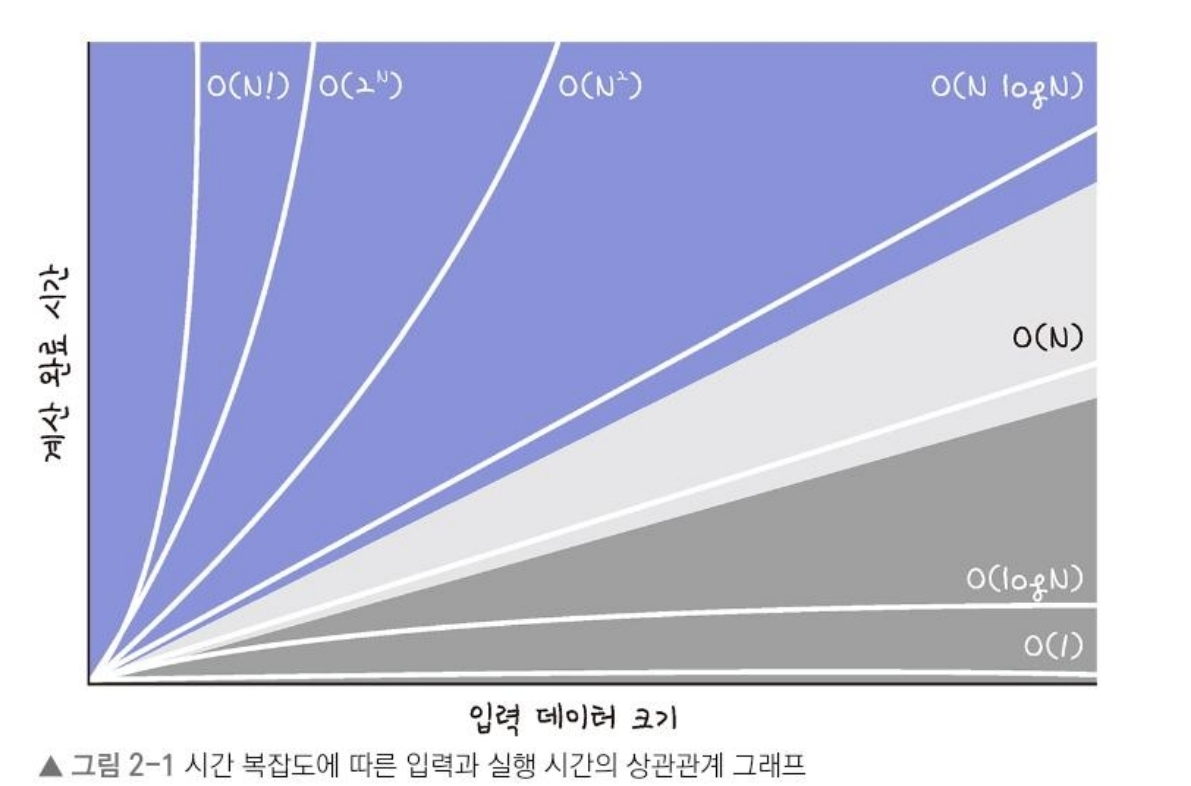 O(N!) O(2ᴺ) O(N²) O(N logN)
O(N)
O(logN)
O(1)
계산 완료 시간
입력 데이터 크기
▲ 그림 2-1 시간 복잡도에 따른 입력과 실행 시간의 상관관계 그래프